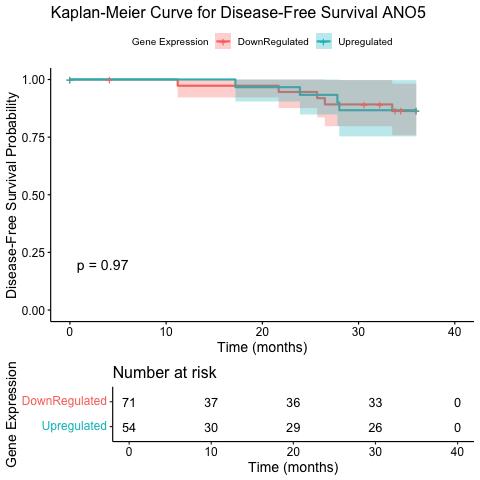 Kaplan-Meier Curve for Disease-Free Survival ANO5
Gene Expression DownRegulated Upregulated
Disease-Free Survival Probability
1.00
0.75
0.50
0.25
0.00
p = 0.97
0 10 20 30 40
Time (months)
Number at risk
Gene Expression
DownRegulated 71 37 36 33 0
Upregulated 54 30 29 26 0
0 10 20 30 40
Time (months)